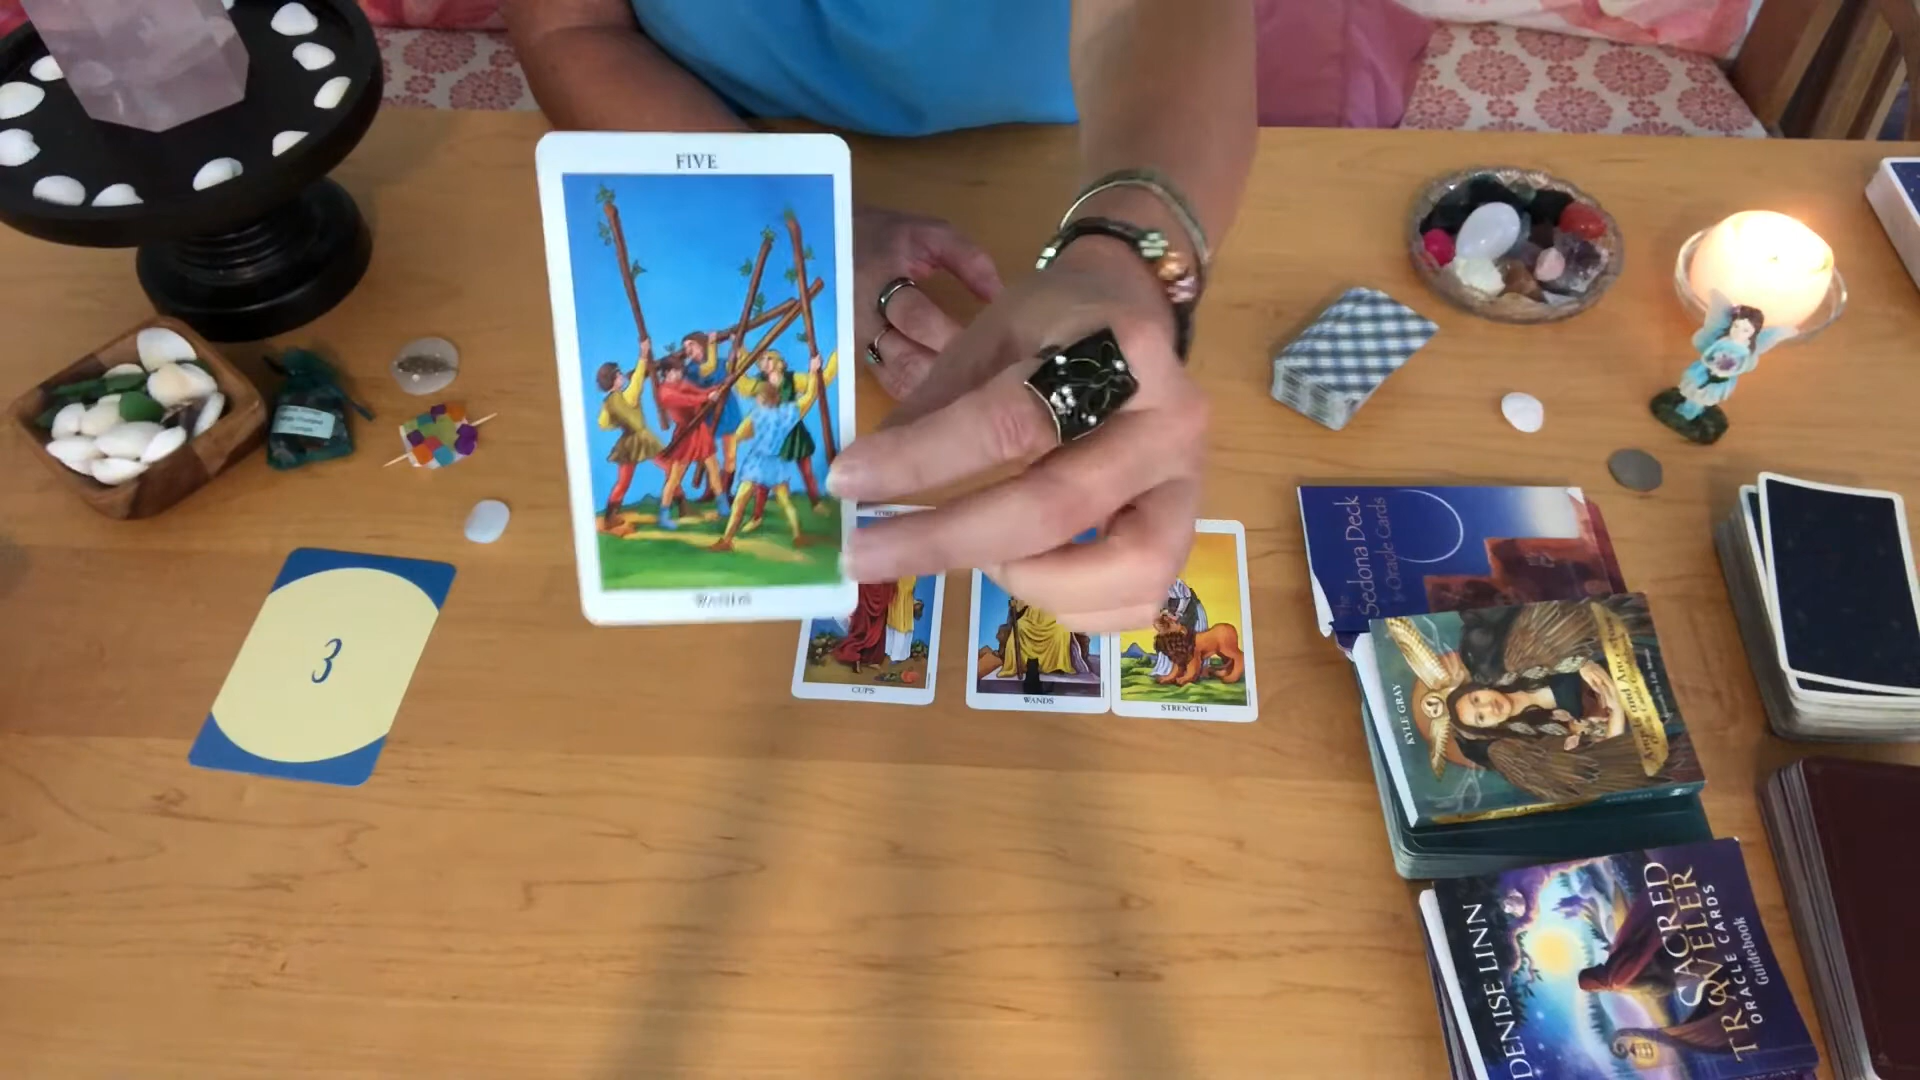 FIVE
WANDS
3
CUPS
WANDS
STRENGTH
The
Sedona Deck
Oracle Cards
KYLE GRAY
DENISE LINN
SACRED
TRAVELER
ORACLE CARDS
Guidebook